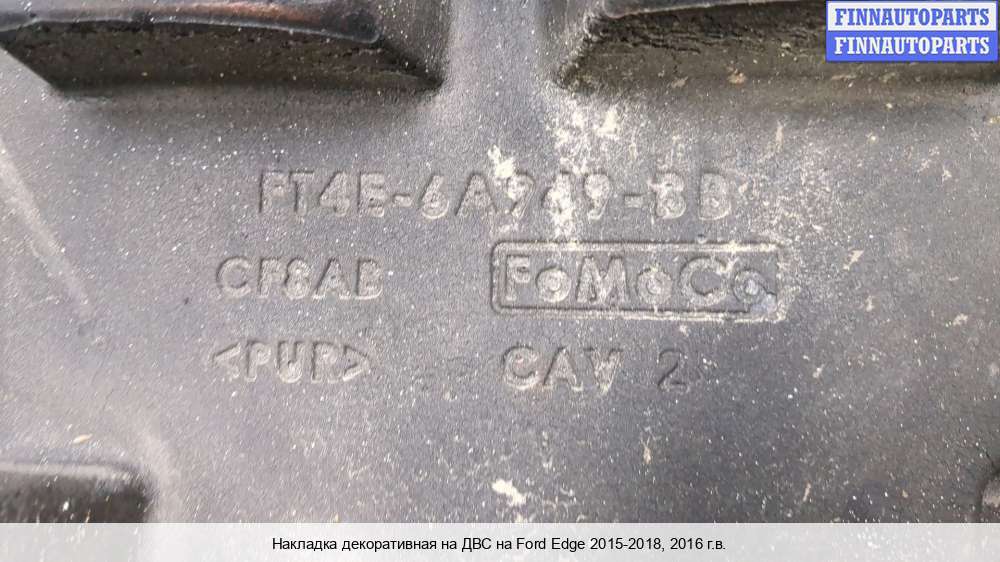 FINNAUTOPARTS
FINNAUTOPARTS
FT4E-6A949-BB
CF8AB
FoMoCo
<PUR>
CAV 2
Накладка декоративная на ДВС на Ford Edge 2015-2018, 2016 г.в.